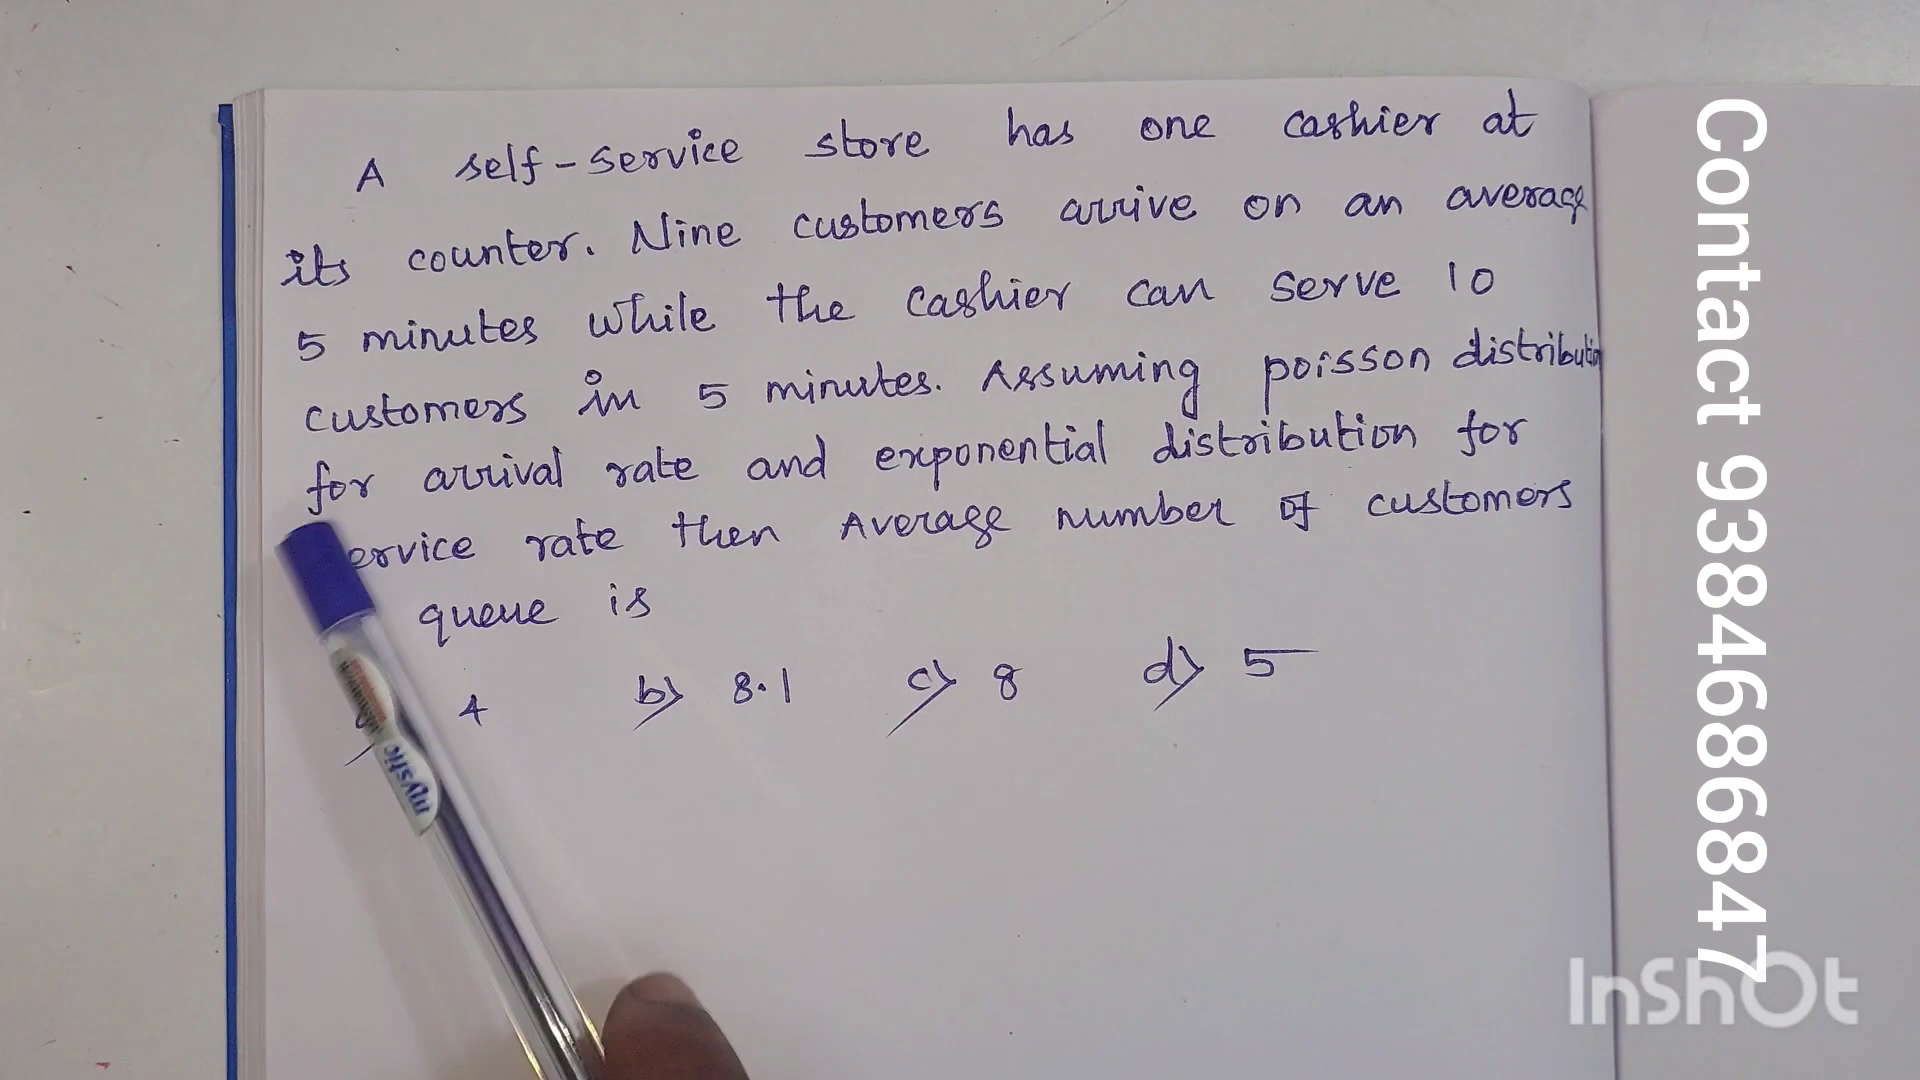 A self-service store has one cashier at
its counter. Nine customers arrive on an average
5 minutes while the cashier can serve 10
customers in 5 minutes. Assuming poisson distribution
for arrival rate and exponential distribution for
ervice rate then Average number of customers
queue is
4 b) 8.1 c) 8 d) 5
mystic
Contact 9384686847
InShOt